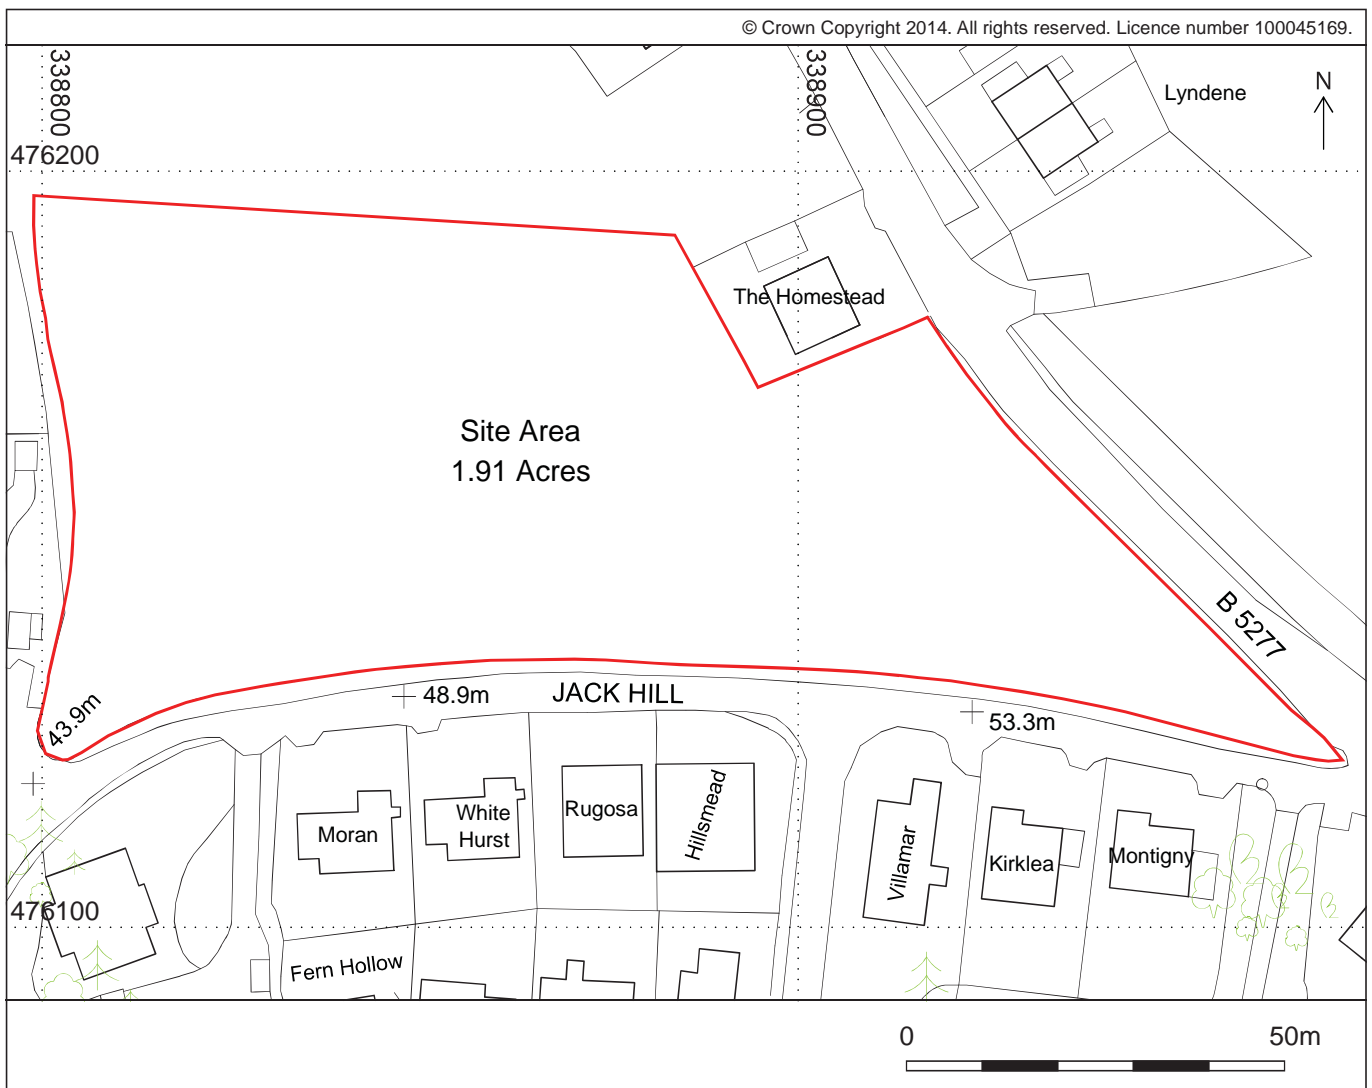 © Crown Copyright 2014. All rights reserved. Licence number 100045169.
338800
338900
Lyndene
N
476200
The Homestead
Site Area
1.91 Acres
B 5277
43.9m
48.9m
JACK HILL
53.3m
Moran
White
Hurst
Rugosa
Hillsmead
Villamar
Kirklea
Montigny
476100
Fern Hollow
0
50m